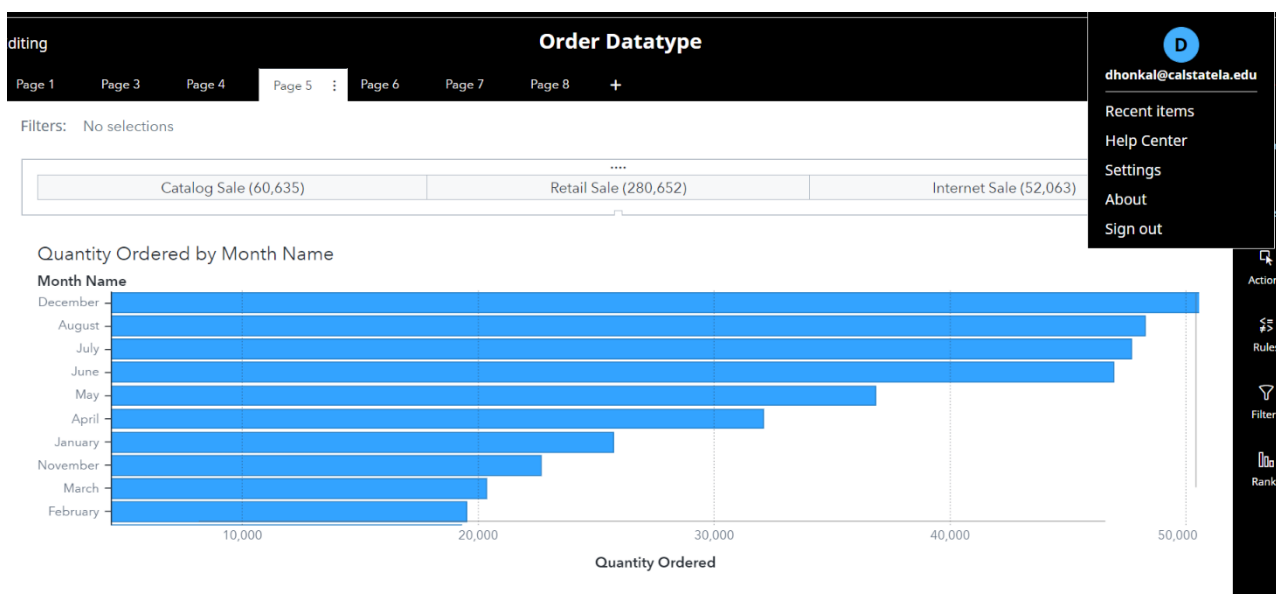 diting
Order Datatype
D
dhonkal@calstatela.edu
Recent items
Help Center
Settings
About
Sign out
Page 1 Page 3 Page 4 Page 5 Page 6 Page 7 Page 8 +
Filters: No selections
Catalog Sale (60,635) Retail Sale (280,652) Internet Sale (52,063)
Quantity Ordered by Month Name
Month Name
December
August
July
June
May
April
January
November
March
February
10,000 20,000 30,000 40,000 50,000
Quantity Ordered
Action
Rules
Filter
Rank